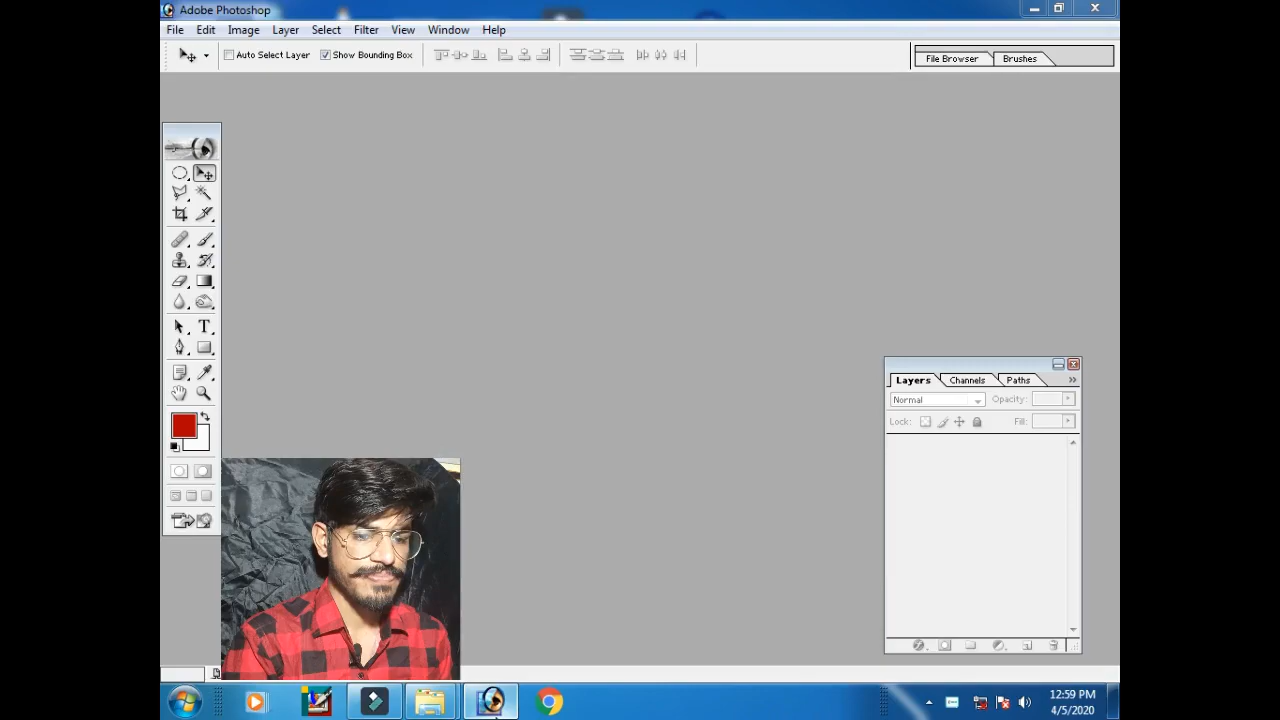 Adobe Photoshop
File Edit Image Layer Select Filter View Window Help
Auto Select Layer Show Bounding Box File Browser Brushes
T
Layers Channels Paths
Normal Opacity:
Lock: Fill:
12:59 PM
4/5/2020